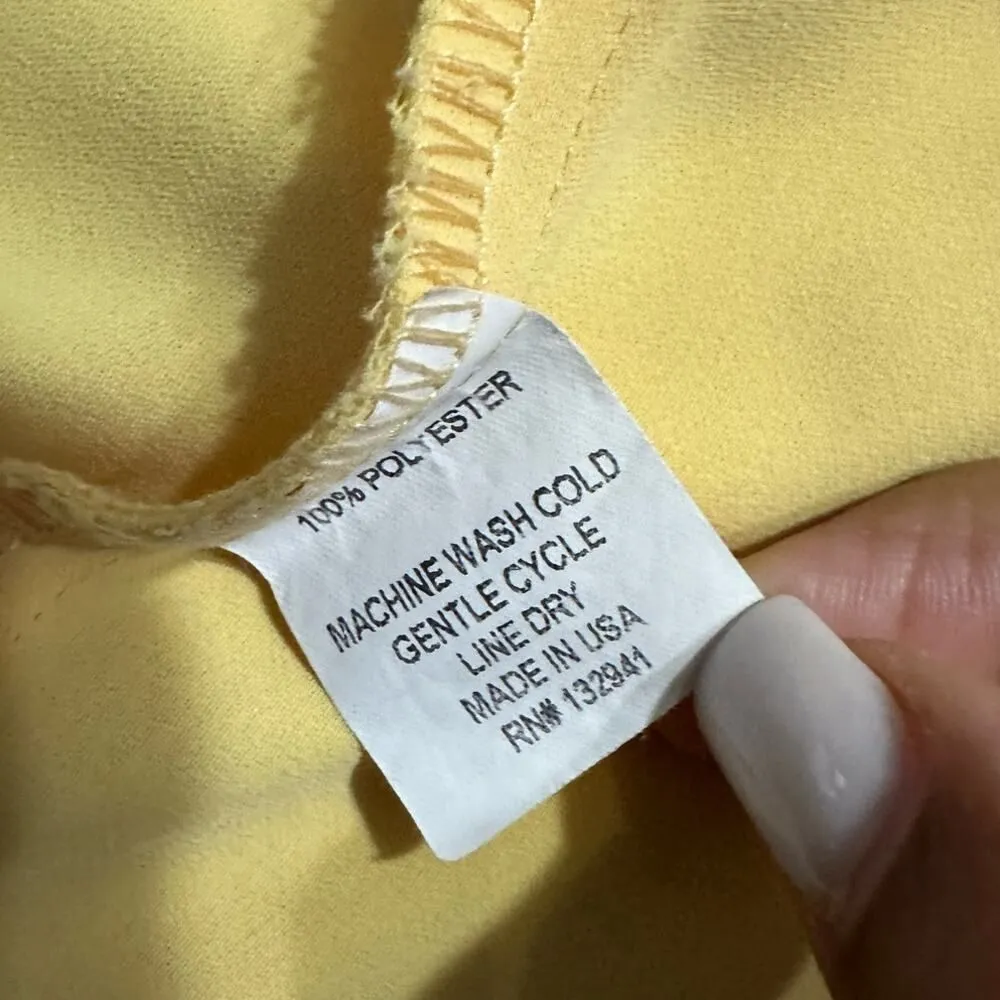 100% POLYESTER
MACHINE WASH COLD
GENTLE CYCLE
LINE DRY
MADE IN USA
RN# 132941